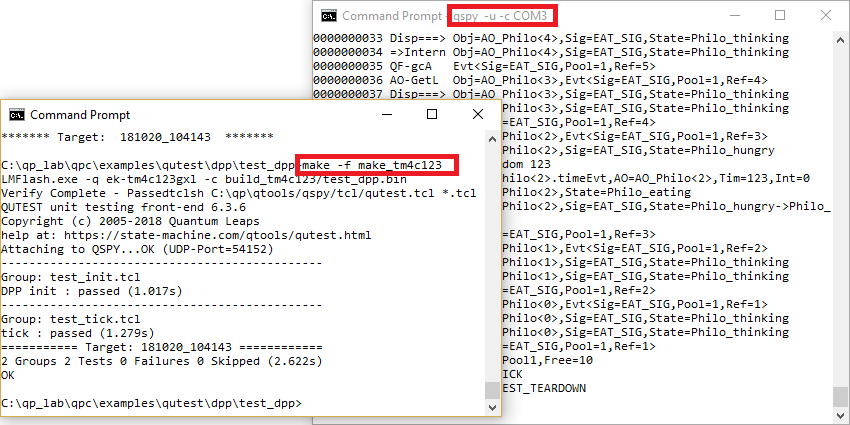 Command Prompt - qspy -u -c COM3
0000000033 Disp===> Obj=AO_Philo<4>,Sig=EAT_SIG,State=Philo_thinking
0000000034 =>Intern Obj=AO_Philo<4>,Sig=EAT_SIG,State=Philo_thinking
0000000035 QF-gcA   Evt<Sig=EAT_SIG,Pool=1,Ref=5>
0000000036 AO-GetL  Obj=AO_Philo<3>,Evt<Sig=EAT_SIG,Pool=1,Ref=4>
0000000037 Disp===> Obj=AO_Philo<3>,Sig=EAT_SIG,State=Philo_thinking
Philo<3>,Sig=EAT_SIG,State=Philo_thinking
=EAT_SIG,Pool=1,Ref=4>
Philo<2>,Evt<Sig=EAT_SIG,Pool=1,Ref=3>
Philo<2>,Sig=EAT_SIG,State=Philo_hungry
dom 123
hilo<2>.timeEvt,AO=AO_Philo<2>,Tim=123,Int=0
Philo<2>,State=Philo_eating
Philo<2>,Sig=EAT_SIG,State=Philo_hungry->Philo_
=EAT_SIG,Pool=1,Ref=3>
Philo<1>,Evt<Sig=EAT_SIG,Pool=1,Ref=2>
Philo<1>,Sig=EAT_SIG,State=Philo_thinking
Philo<1>,Sig=EAT_SIG,State=Philo_thinking
=EAT_SIG,Pool=1,Ref=2>
Philo<0>,Evt<Sig=EAT_SIG,Pool=1,Ref=1>
Philo<0>,Sig=EAT_SIG,State=Philo_thinking
Philo<0>,Sig=EAT_SIG,State=Philo_thinking
=EAT_SIG,Pool=1,Ref=1>
Pool1,Free=10
ICK
EST_TEARDOWN
Command Prompt
******* Target:  181020_104143  *******
C:\qp_lab\qpc\examples\qutest\dpp\test_dpp>make -f make_tm4c123
LMFlash.exe -q ek-tm4c123gxl -c build_tm4c123/test_dpp.bin
Verify Complete - Passedtclsh C:\qp\qtools/qspy/tcl/qutest.tcl *.tcl
QUTEST unit testing front-end 6.3.6
Copyright (c) 2005-2018 Quantum Leaps
help at: https://state-machine.com/qtools/qutest.html
Attaching to QSPY...OK (UDP-Port=54152)
-----------------------------------------------
Group: test_init.tcl
DPP init : passed (1.017s)
-----------------------------------------------
Group: test_tick.tcl
tick : passed (1.279s)
=========== Target: 181020_104143 ============
2 Groups 2 Tests 0 Failures 0 Skipped (2.622s)
OK
C:\qp_lab\qpc\examples\qutest\dpp\test_dpp>